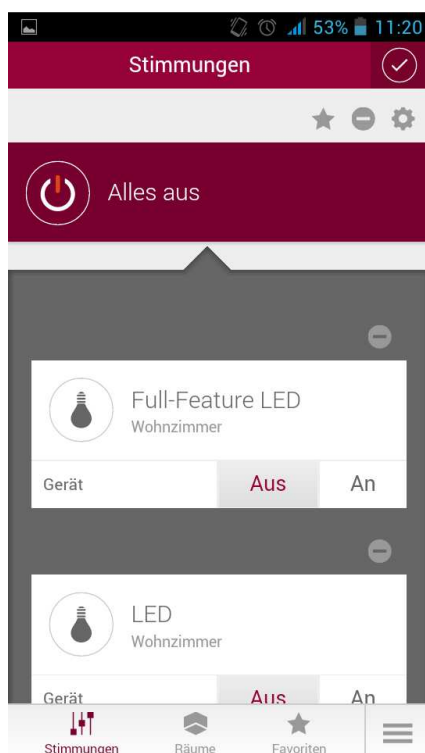 53% 11:20
Stimmungen
Alles aus
Full-Feature LED
Wohnzimmer
Gerät Aus An
LED
Wohnzimmer
Gerät Aus An
Stimmungen Räume Favoriten